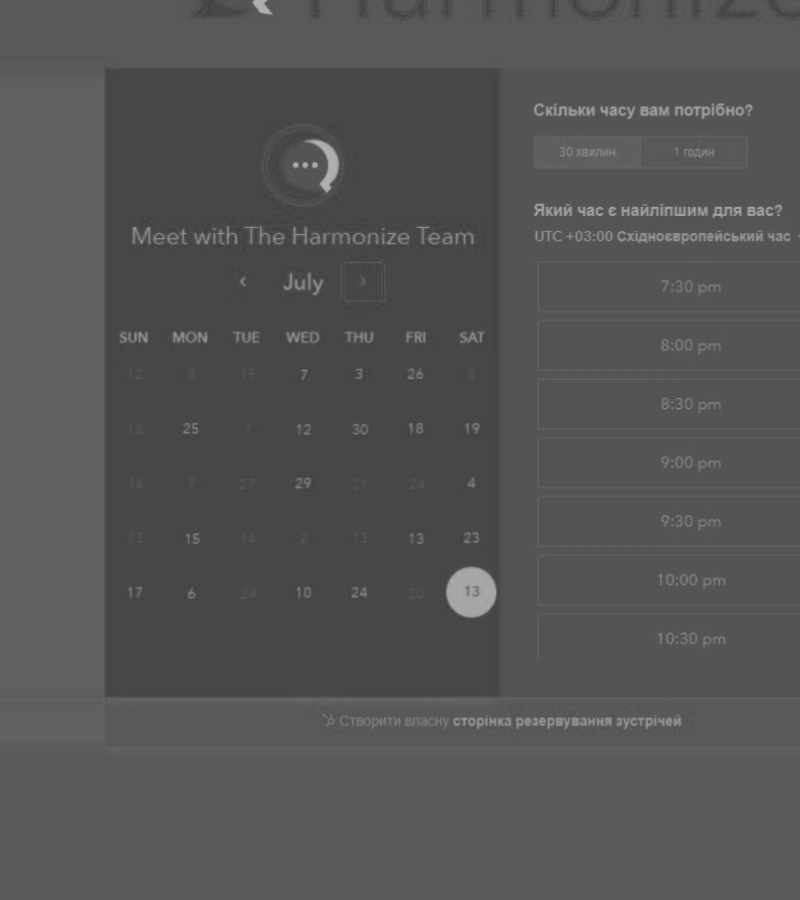 Harmonize
Meet with The Harmonize Team
July
SUN MON TUE WED THU FRI SAT
12 8 15 7 3 26 5
18 25 7 12 30 18 19
16 7 27 29 21 24 4
13 15 16 2 13 13 23
17 6 24 10 24 20 13
Скільки часу вам потрібно?
30 хвилин 1 годин
Який час є найліпшим для вас?
UTC +03:00 Східноєвропейський час
7:30 pm
8:00 pm
8:30 pm
9:00 pm
9:30 pm
10:00 pm
10:30 pm
Створити власну сторінка резервування зустрічей